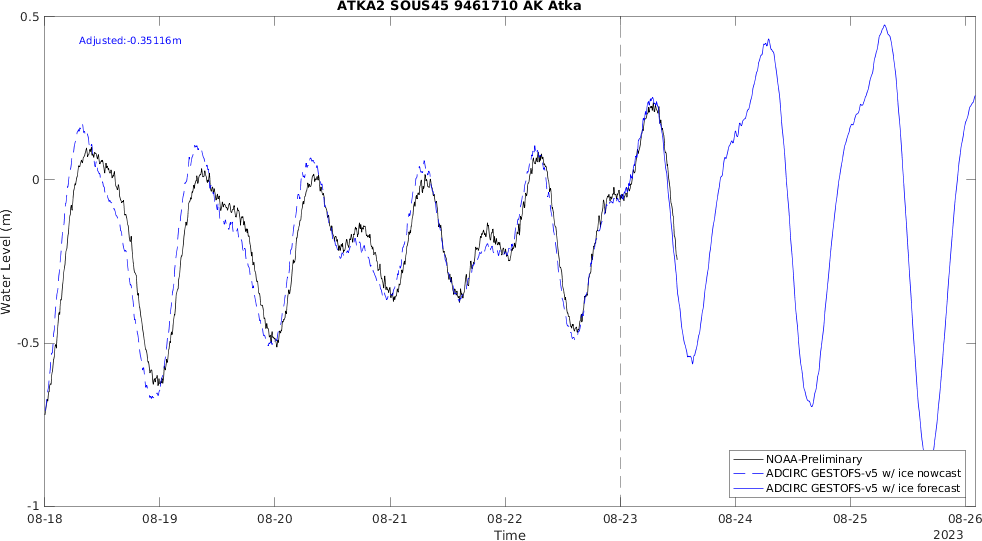 ATKA2 SOUS45 9461710 AK Atka
Adjusted:-0.35116m
0.5
0
-0.5
-1
Water Level (m)
NOAA-Preliminary
ADCIRC GESTOFS-v5 w/ ice nowcast
ADCIRC GESTOFS-v5 w/ ice forecast
08-18 08-19 08-20 08-21 08-22 08-23 08-24 08-25 08-26
Time
2023